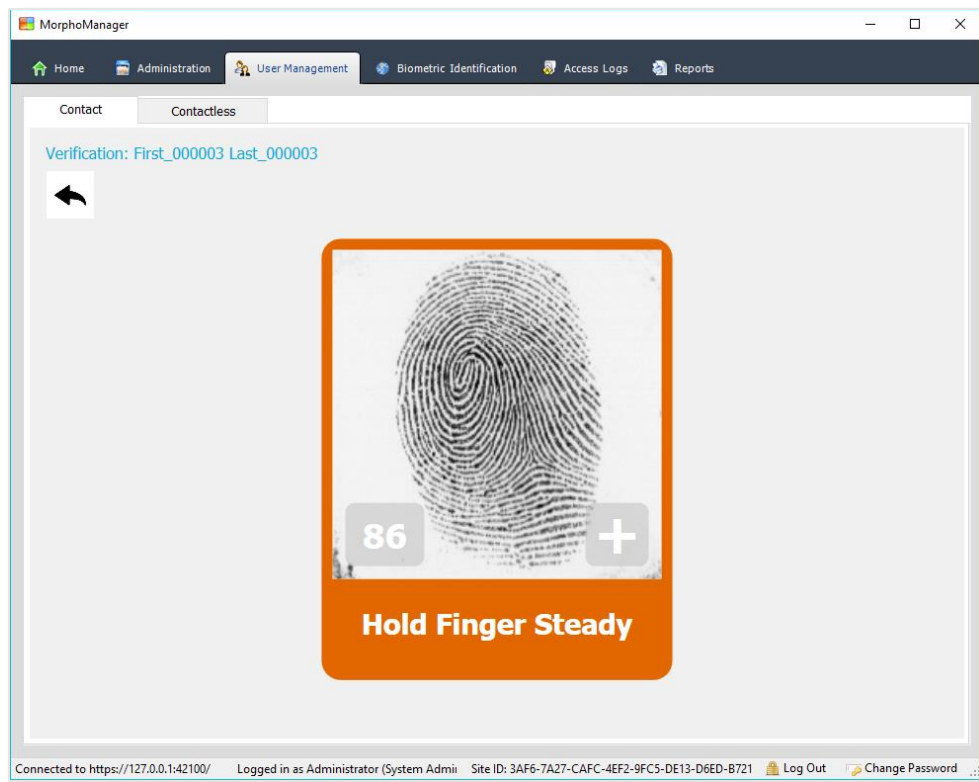 MorphoManager
Home Administration User Management Biometric Identification Access Logs Reports
Contact Contactless
Verification: First_000003 Last_000003
86 +
Hold Finger Steady
Connected to https://127.0.0.1:42100/ Logged in as Administrator (System Admii Site ID: 3AF6-7A27-CAFC-4EF2-9FC5-DE13-D6ED-B721 Log Out Change Password